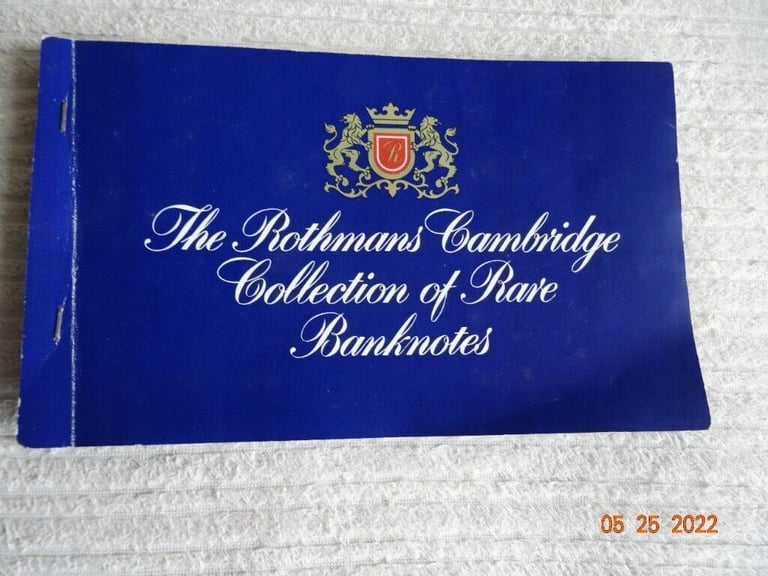 R
The Rothmans Cambridge
Collection of Rare
Banknotes
05 25 2022